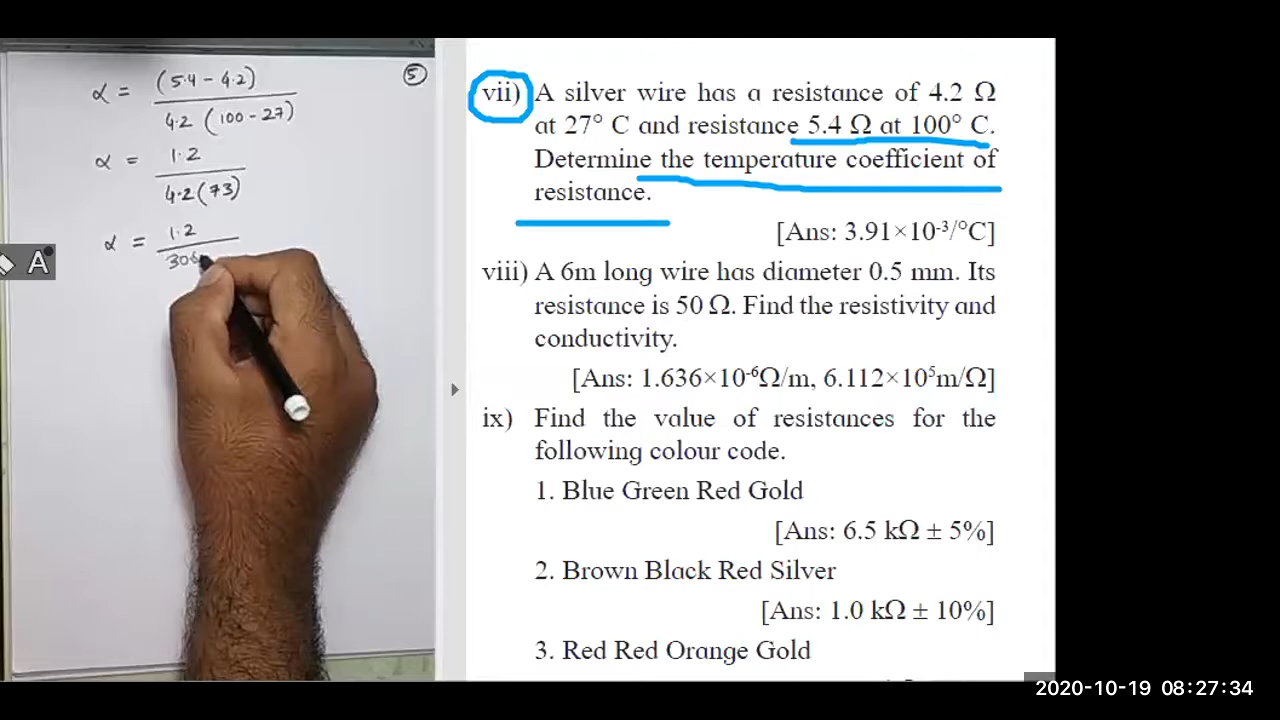 5
α = (5.4 - 4.2)
4.2 (100 - 27)
α = 1.2
4.2 (73)
α = 1.2
A
vii) A silver wire has a resistance of 4.2 Ω
at 27° C and resistance 5.4 Ω at 100° C.
Determine the temperature coefficient of
resistance.
[Ans: 3.91×10⁻³/°C]
viii) A 6m long wire has diameter 0.5 mm. Its
resistance is 50 Ω. Find the resistivity and
conductivity.
[Ans: 1.636×10⁻⁶Ω/m, 6.112×10⁵m/Ω]
ix) Find the value of resistances for the
following colour code.
1. Blue Green Red Gold
[Ans: 6.5 kΩ ± 5%]
2. Brown Black Red Silver
[Ans: 1.0 kΩ ± 10%]
3. Red Red Orange Gold
2020-10-19 08:27:34